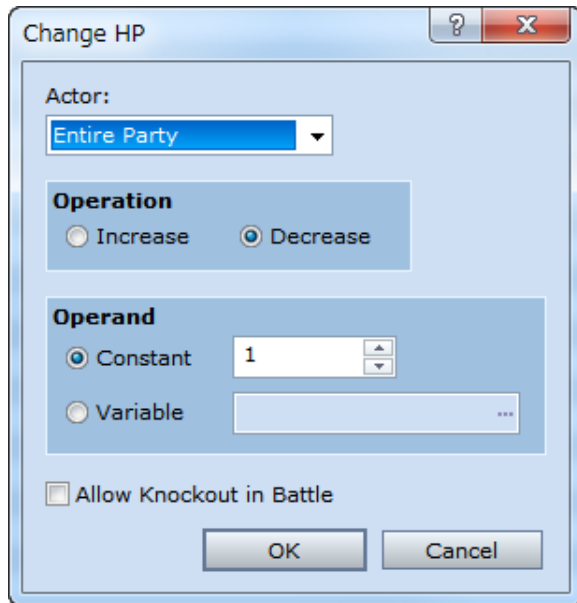 Change HP
?
Actor:
Entire Party
Operation
Increase Decrease
Operand
Constant 1
Variable ...
Allow Knockout in Battle
OK Cancel